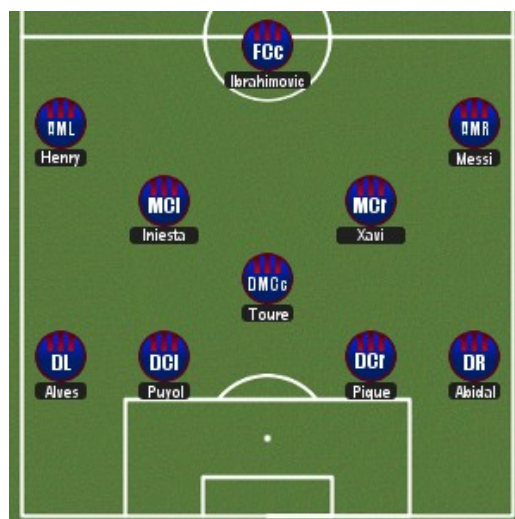 FCc
Ibrahimovic
AML
AMR
Henry
Messi
MCl
MCr
Iniesta
Xavi
DMCc
Toure
DL
DCl
DCr
DR
Alves
Puyol
Pique
Abidal